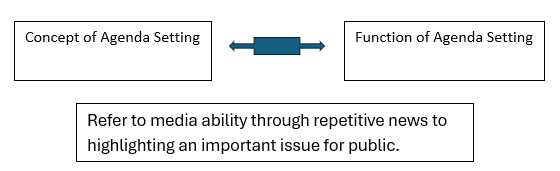 Concept of Agenda Setting
Function of Agenda Setting
Refer to media ability through repetitive news to
highlighting an important issue for public.